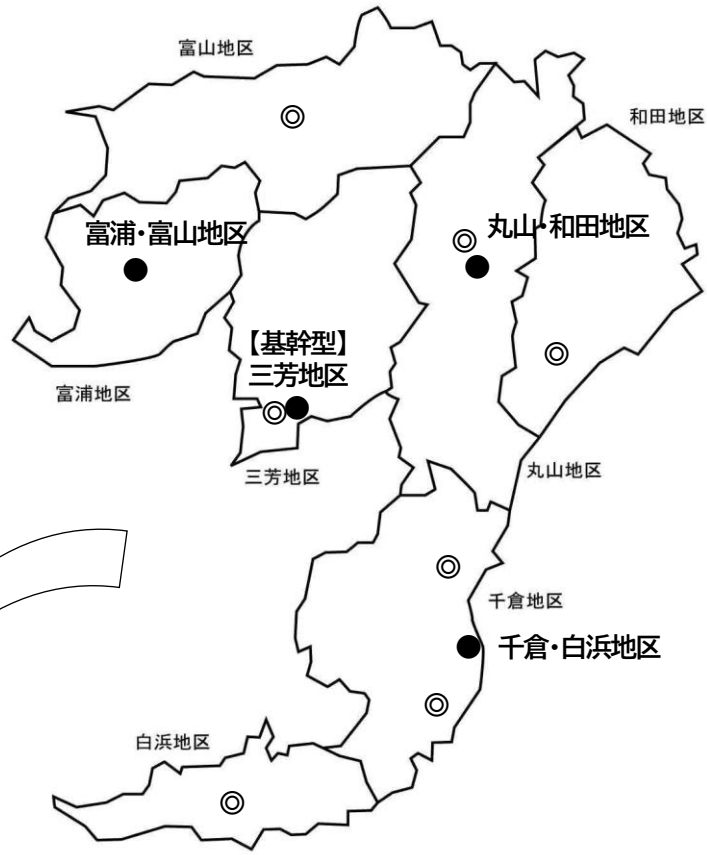 富山地区
和田地区
富浦・富山地区
丸山・和田地区
【基幹型】
三芳地区
富浦地区
三芳地区
丸山地区
千倉地区
千倉・白浜地区
白浜地区